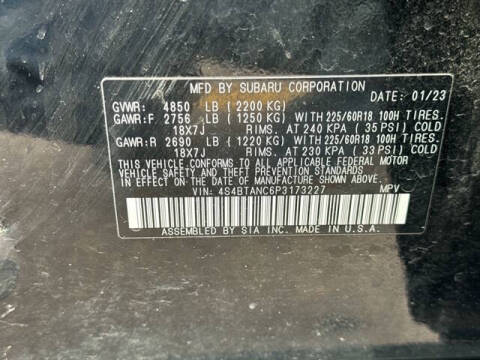 MFD BY SUBARU CORPORATION DATE: 01/23
GVWR: 4850 LB (2200 KG)
GAWR:F 2756 LB (1250 KG) WITH 225/60R18 100H TIRES.
18X7J RIMS. AT 240 KPA (35 PSI) COLD
GAWR:R 2690 LB (1220 KG) WITH 225/60R18 100H TIRES.
18X7J RIMS. AT 230 KPA (33 PSI) COLD
THIS VEHICLE CONFORMS TO ALL APPLICABLE FEDERAL MOTOR
VEHICLE SAFETY AND THEFT PREVENTION STANDARDS
IN EFFECT ON THE DATE OF MANUFACTURE SHOWN ABOVE.
VIN: 4S4BTANC6P3173227 MPV
ASSEMBLED BY SIA INC. MADE IN U.S.A.